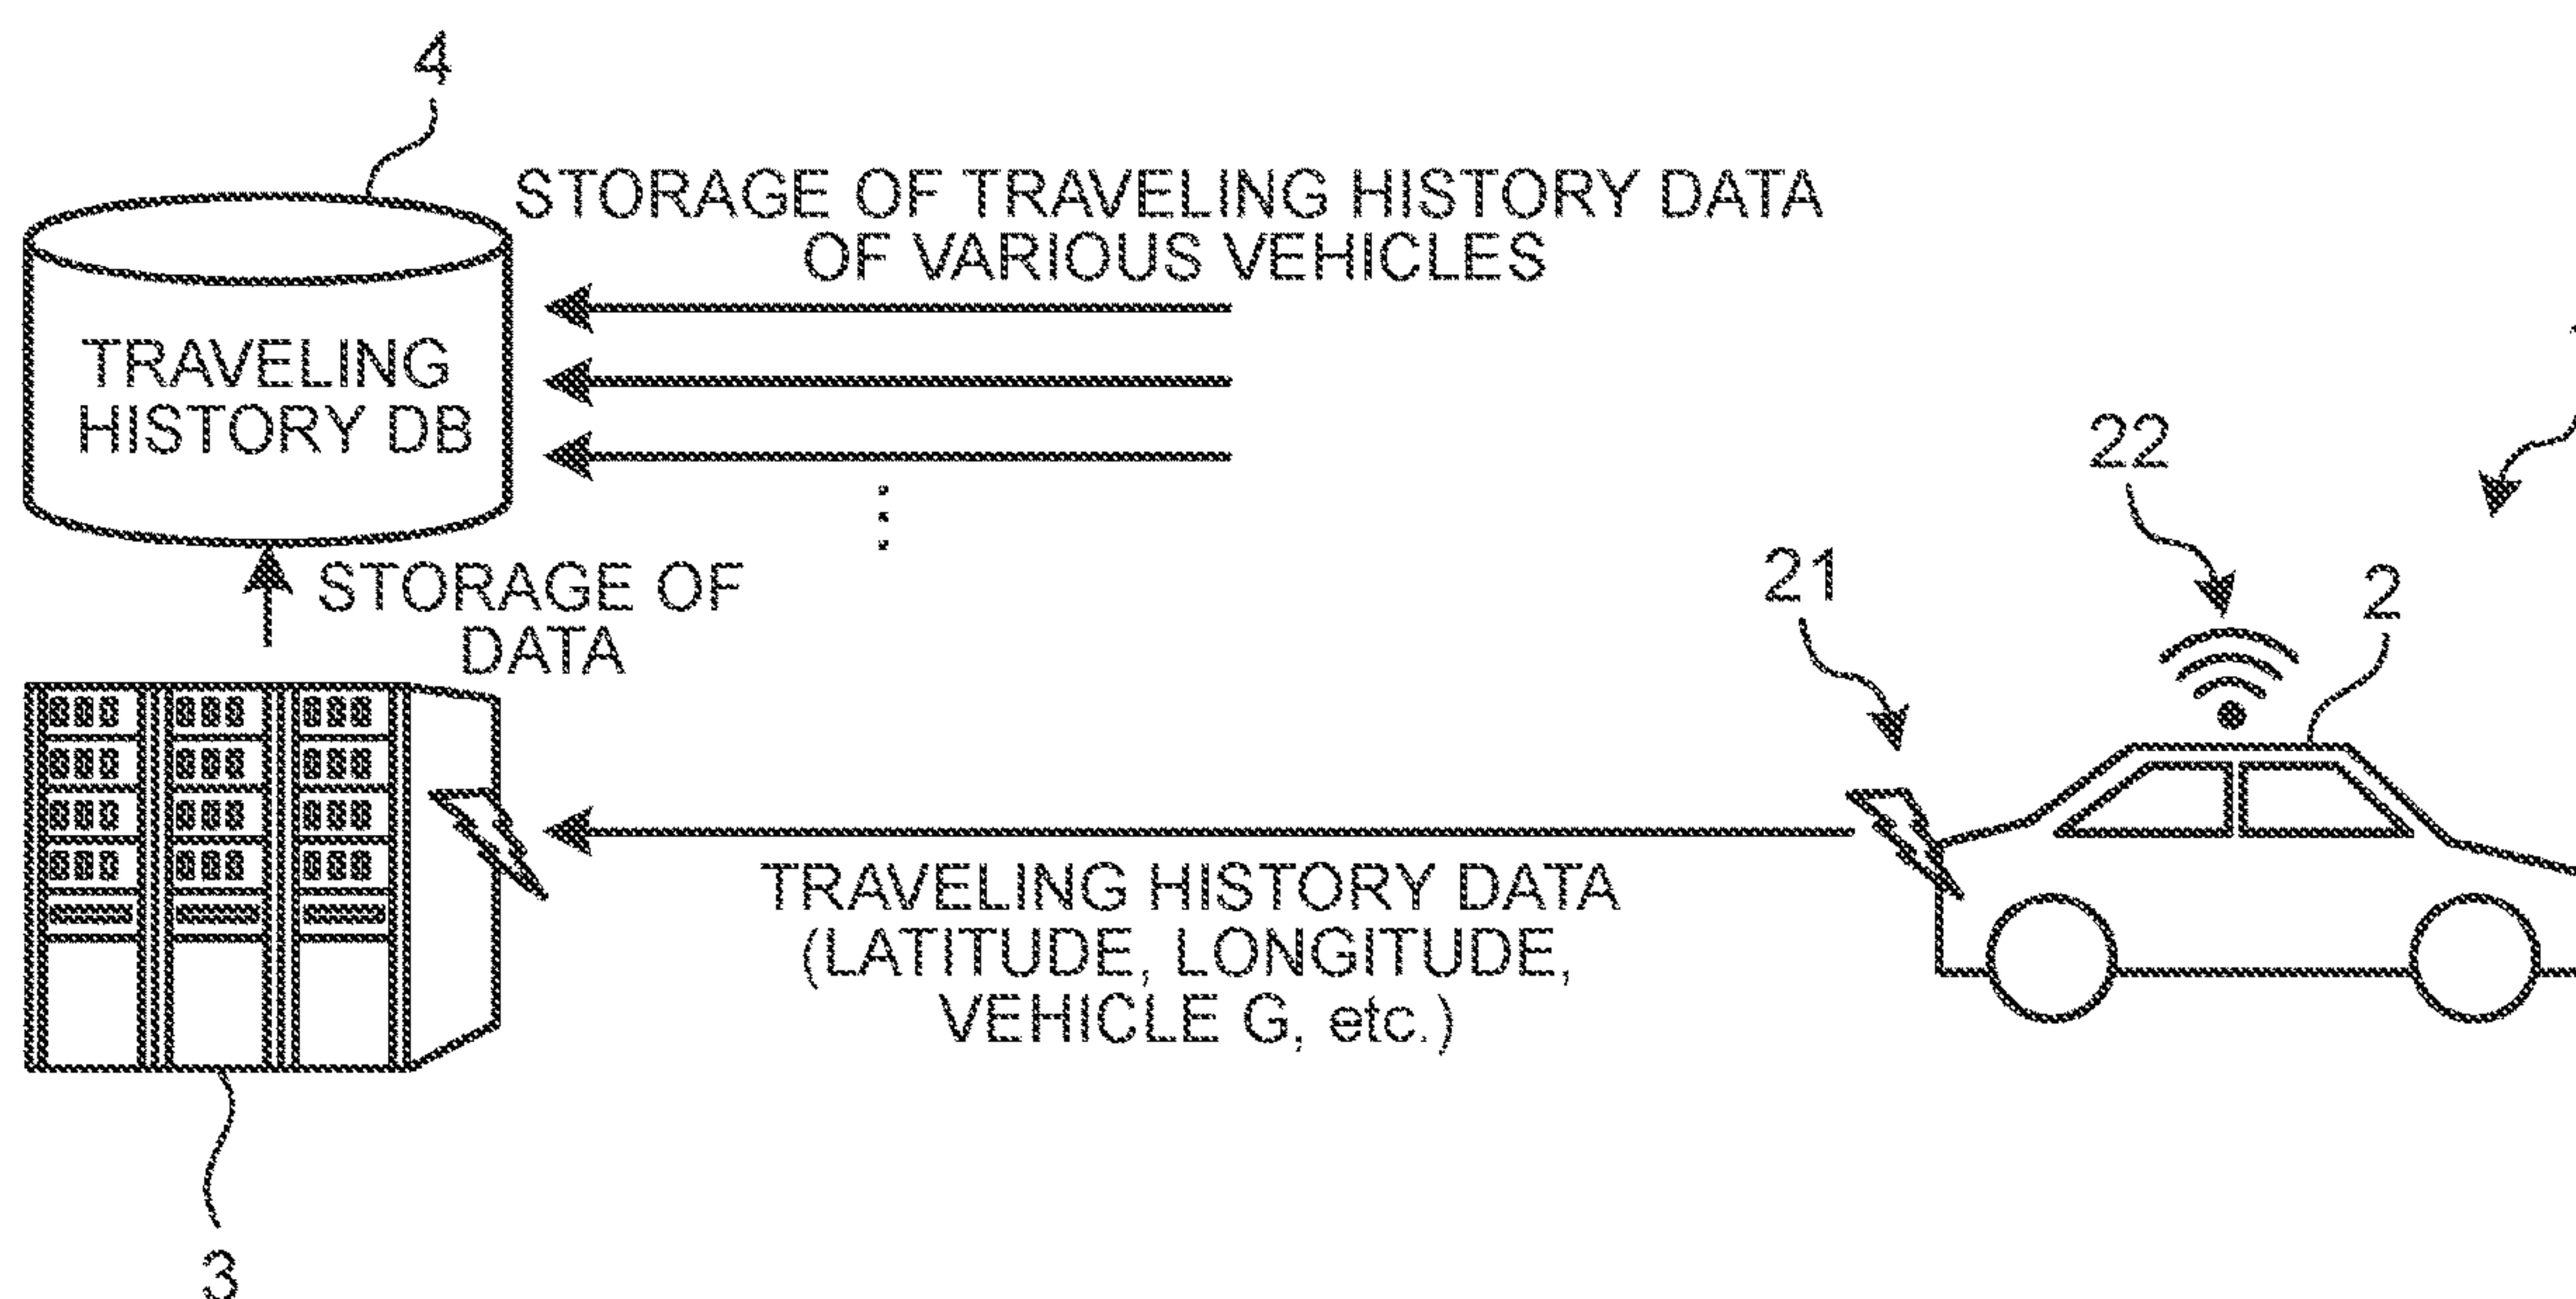 4
STORAGE OF TRAVELING HISTORY DATA
OF VARIOUS VEHICLES
TRAVELING
HISTORY DB
22
21
2
STORAGE OF
DATA
TRAVELING HISTORY DATA
(LATITUDE, LONGITUDE,
VEHICLE G, etc.)
3